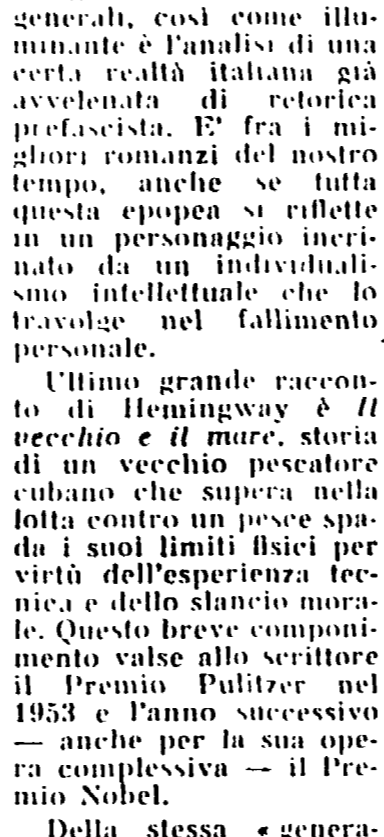 generali, così come illu-
minante è l'analisi di una
certa realtà italiana già
avvelenata di retorica
prefascista. E' fra i mi-
gliori romanzi del nostro
tempo, anche se tutta
questa epopea si riflette
in un personaggio incri-
nato da un individuali-
smo intellettuale che lo
travolge nel fallimento
personale.
Ultimo grande raccon-
to di Hemingway è Il
vecchio e il mare, storia
di un vecchio pescatore
cubano che supera nella
lotta contro un pesce spa-
da i suoi limiti fisici per
virtù dell'esperienza tec-
nica e dello slancio mora-
le. Questo breve componi-
mento valse allo scrittore
il Premio Pulitzer nel
1953 e l'anno successivo
— anche per la sua ope-
ra complessiva — il Pre-
mio Nobel.
Della stessa « genera-